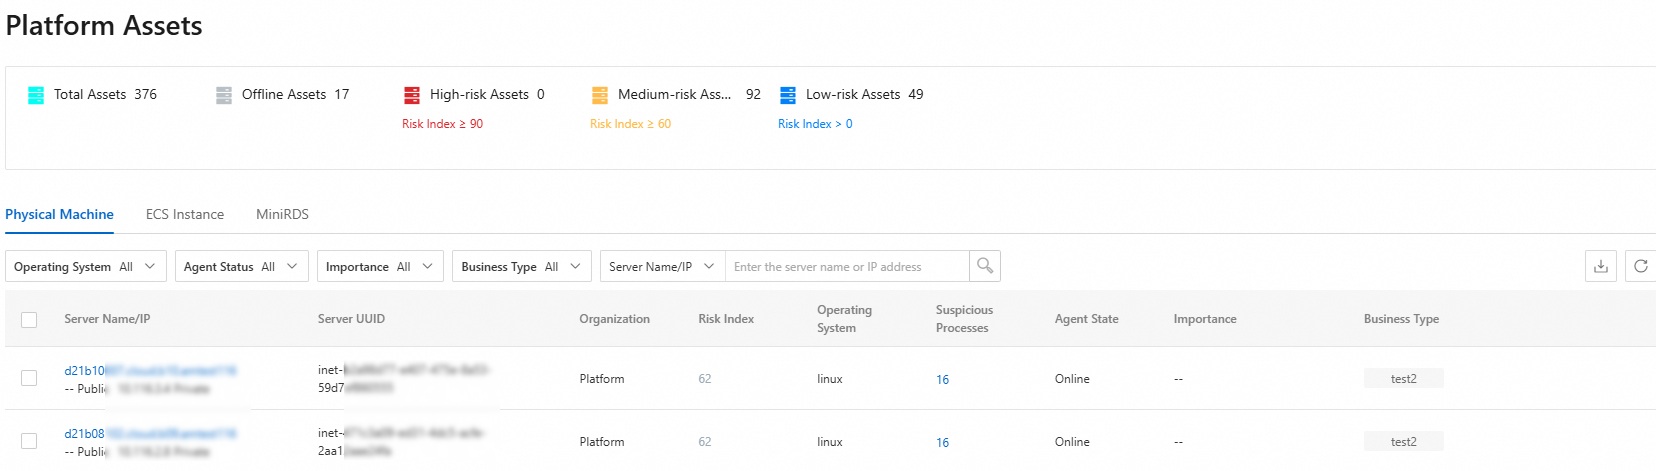 Platform Assets
Total Assets 376
Offline Assets 17
High-risk Assets 0
Medium-risk Ass... 92
Low-risk Assets 49
Risk Index ≥ 90
Risk Index ≥ 60
Risk Index > 0
Physical Machine ECS Instance MiniRDS
Operating System All Agent Status All Importance All Business Type All Server Name/IP Enter the server name or IP address
Server Name/IP Server UUID Organization Risk Index Operating System Suspicious Processes Agent State Importance Business Type
d21b10 inet- Platform 62 linux 16 Online -- test2
-- Public 59d7
d21b08 inet- Platform 62 linux 16 Online -- test2
-- Public 2aa1